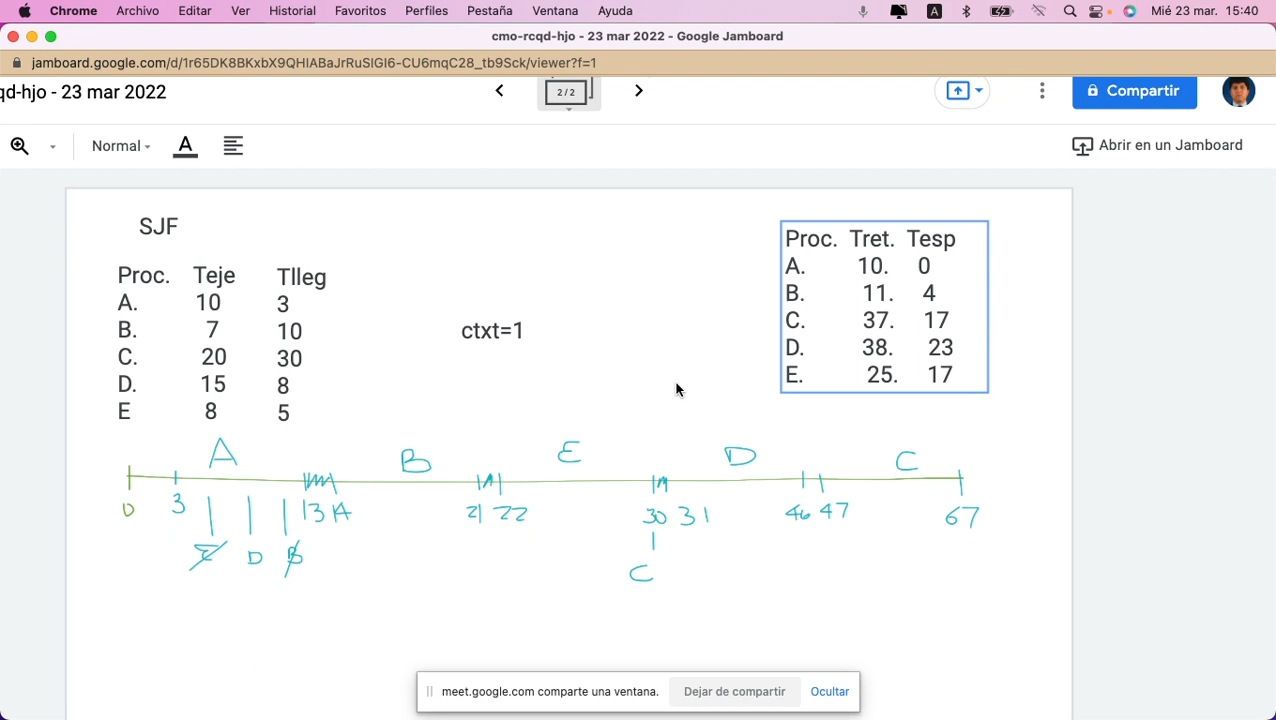 Chrome Archivo Editar Ver Historial Favoritos Perfiles Pestaña Ventana Ayuda A Mié 23 mar. 15:40
cmo-rcqd-hjo - 23 mar 2022 - Google Jamboard
jamboard.google.com/d/1r65DK8BKxbX9QHIABaJrRuSlGl6-CU6mqC28_tb9Sck/viewer?f=1
qd-hjo - 23 mar 2022 2/2 Compartir
Normal A Abrir en un Jamboard
SJF
Proc. Teje Tlleg
A. 10 3
B. 7 10
C. 20 30
D. 15 8
E 8 5
ctxt=1
Proc. Tret. Tesp
A. 10. 0
B. 11. 4
C. 37. 17
D. 38. 23
E. 25. 17
A B E D C
0 3 13 14 21 22 30 31 46 47 67
E D B C
meet.google.com comparte una ventana. Dejar de compartir Ocultar